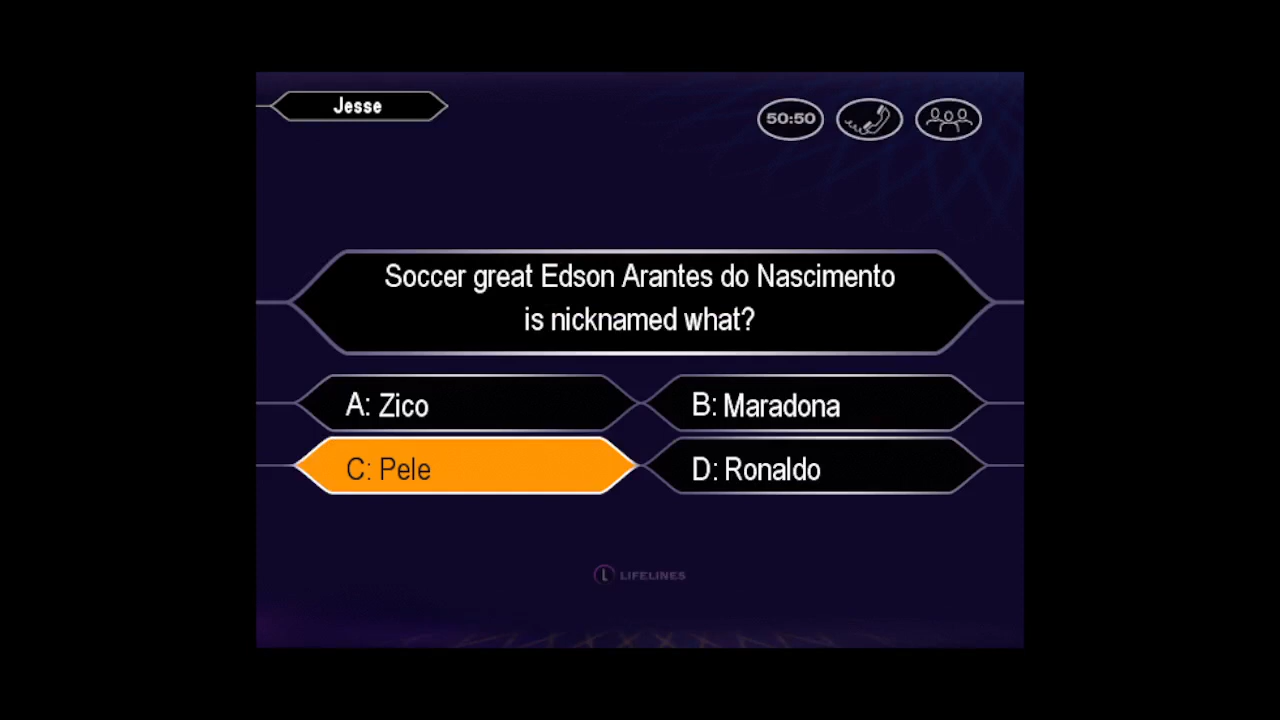 Jesse
50:50
Soccer great Edson Arantes do Nascimento
is nicknamed what?
A: Zico
B: Maradona
C: Pele
D: Ronaldo
L LIFELINES